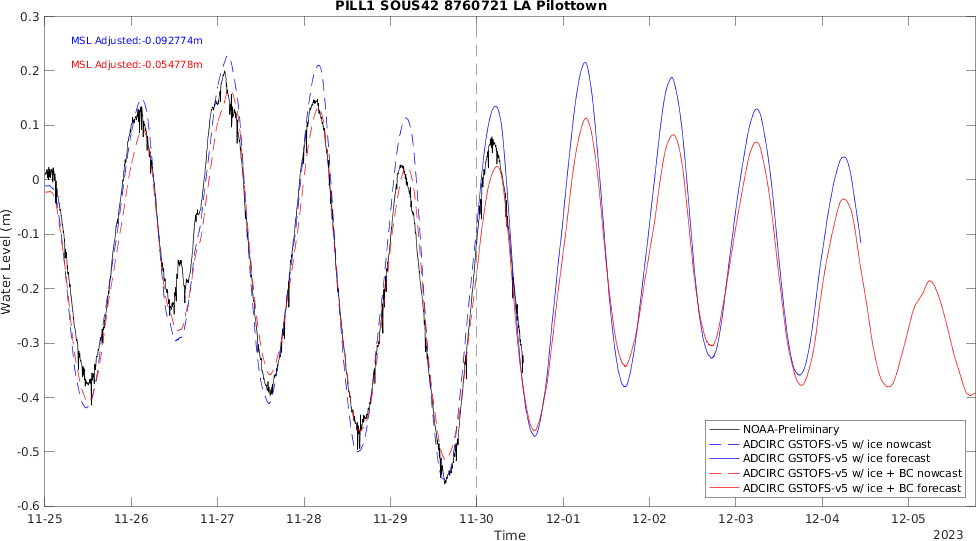 PILL1 SOUS42 8760721 LA Pilottown
MSL Adjusted:-0.092774m
MSL Adjusted:-0.054778m
Water Level (m)
0.3
0.2
0.1
0
-0.1
-0.2
-0.3
-0.4
-0.5
-0.6
NOAA-Preliminary
ADCIRC GSTOFS-v5 w/ ice nowcast
ADCIRC GSTOFS-v5 w/ ice forecast
ADCIRC GSTOFS-v5 w/ ice + BC nowcast
ADCIRC GSTOFS-v5 w/ ice + BC forecast
11-25 11-26 11-27 11-28 11-29 11-30 12-01 12-02 12-03 12-04 12-05
Time
2023